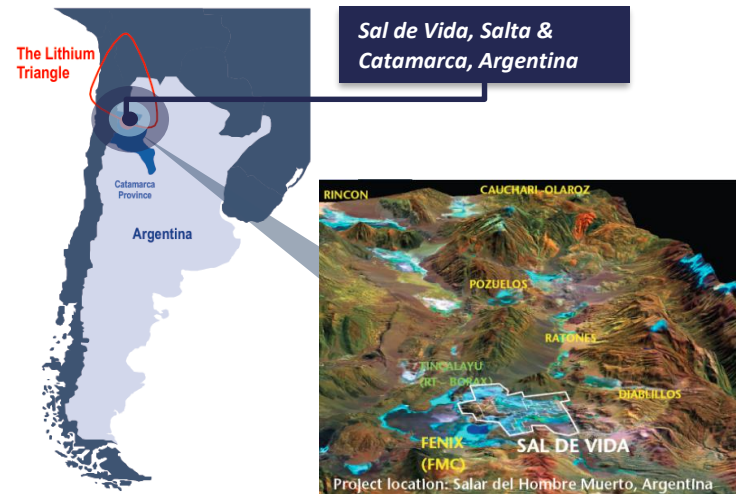 Sal de Vida, Salta &
Catamarca, Argentina
The Lithium
Triangle
Catamarca
Province
Argentina
RINCON
CAUCHARI-OLAROZ
POZUELOS
RATONES
TINCALAYU
(RT – BORAX)
DIABLILLOS
FENIX
(FMC)
SAL DE VIDA
Project location: Salar del Hombre Muerto, Argentina